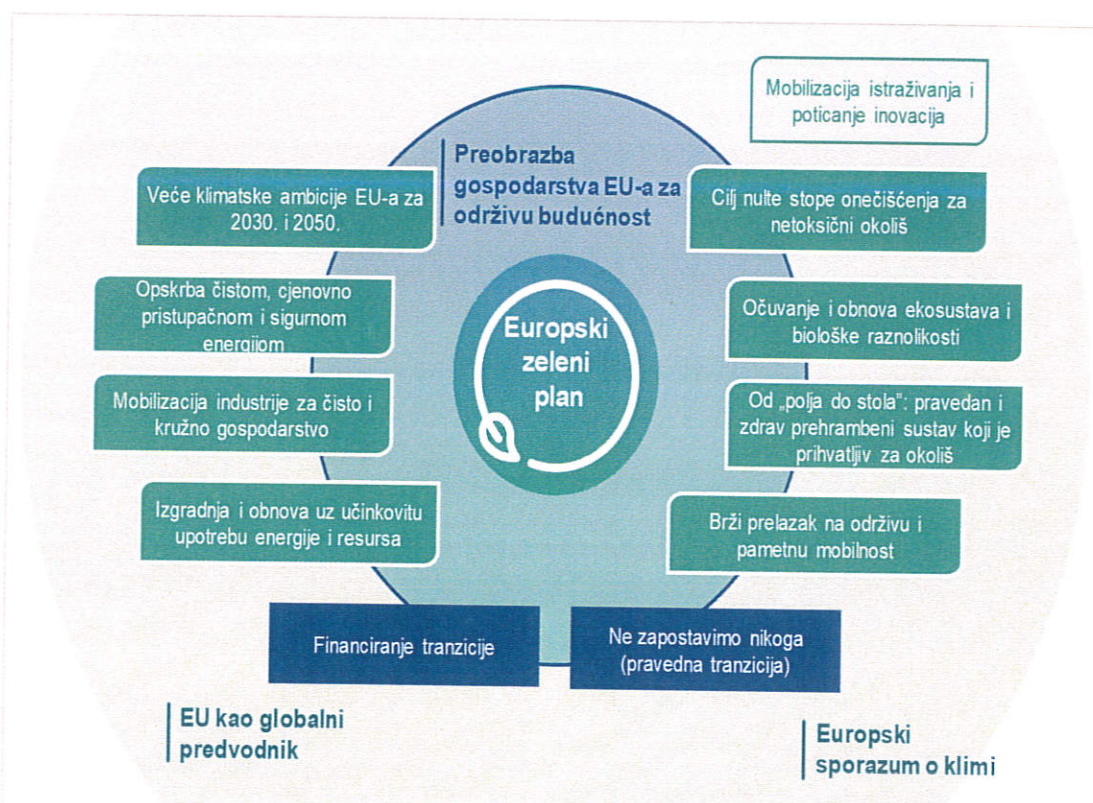 Mobilizacija istraživanja i
poticanje inovacija
Preobrazba
gospodarstva EU-a za
održivu budućnost
Veće klimatske ambicije EU-a za
2030. i 2050.
Opskrba čistom, cjenovno
pristupačnom i sigurnom
energijom
Mobilizacija industrije za čisto i
kružno gospodarstvo
Izgradnja i obnova uz učinkovitu
upotrebu energije i resursa
Europski
zeleni
plan
Cilj nulte stope onečišćenja za
netoksični okoliš
Očuvanje i obnova ekosustava i
biološke raznolikosti
Od „polja do stola”: pravedan i
zdrav prehrambeni sustav koji je
prihvatljiv za okoliš
Brži prelazak na održivu i
pametnu mobilnost
Financiranje tranzicije
Ne zapostavimo nikoga
(pravedna tranzicija)
EU kao globalni
predvodnik
Europski
sporazum o klimi